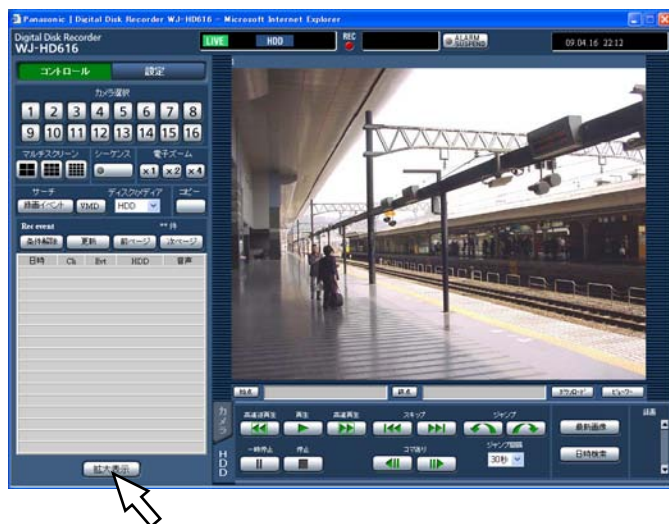 Panasonic | Digital Disk Recorder WJ-HD616 - Microsoft Internet Explorer
Digital Disk Recorder
WJ-HD616
LIVE
HDD
REC
ALARM
SUSPEND
09.04.16 22:12
コントロール
設定
カメラ選択
1 2 3 4 5 6 7 8
9 10 11 12 13 14 15 16
マルチスクリーン
シーケンス
電子ズーム
×1 ×2 ×4
サーチ
ディスク/メディア
コピー
録画イベント
VMD
HDD
Rec event
** 件
条件解除
更新
前ページ
次ページ
日時 Ch Evt HDD 音声
拡大表示
1
始点
終点
ダウンロード
ビューワー
カメラ
HDD
高速逆再生
再生
高速再生
スキップ
ジャンプ
最新画像
録画
一時停止
停止
コマ送り
ジャンプ間隔
30秒
日時検索